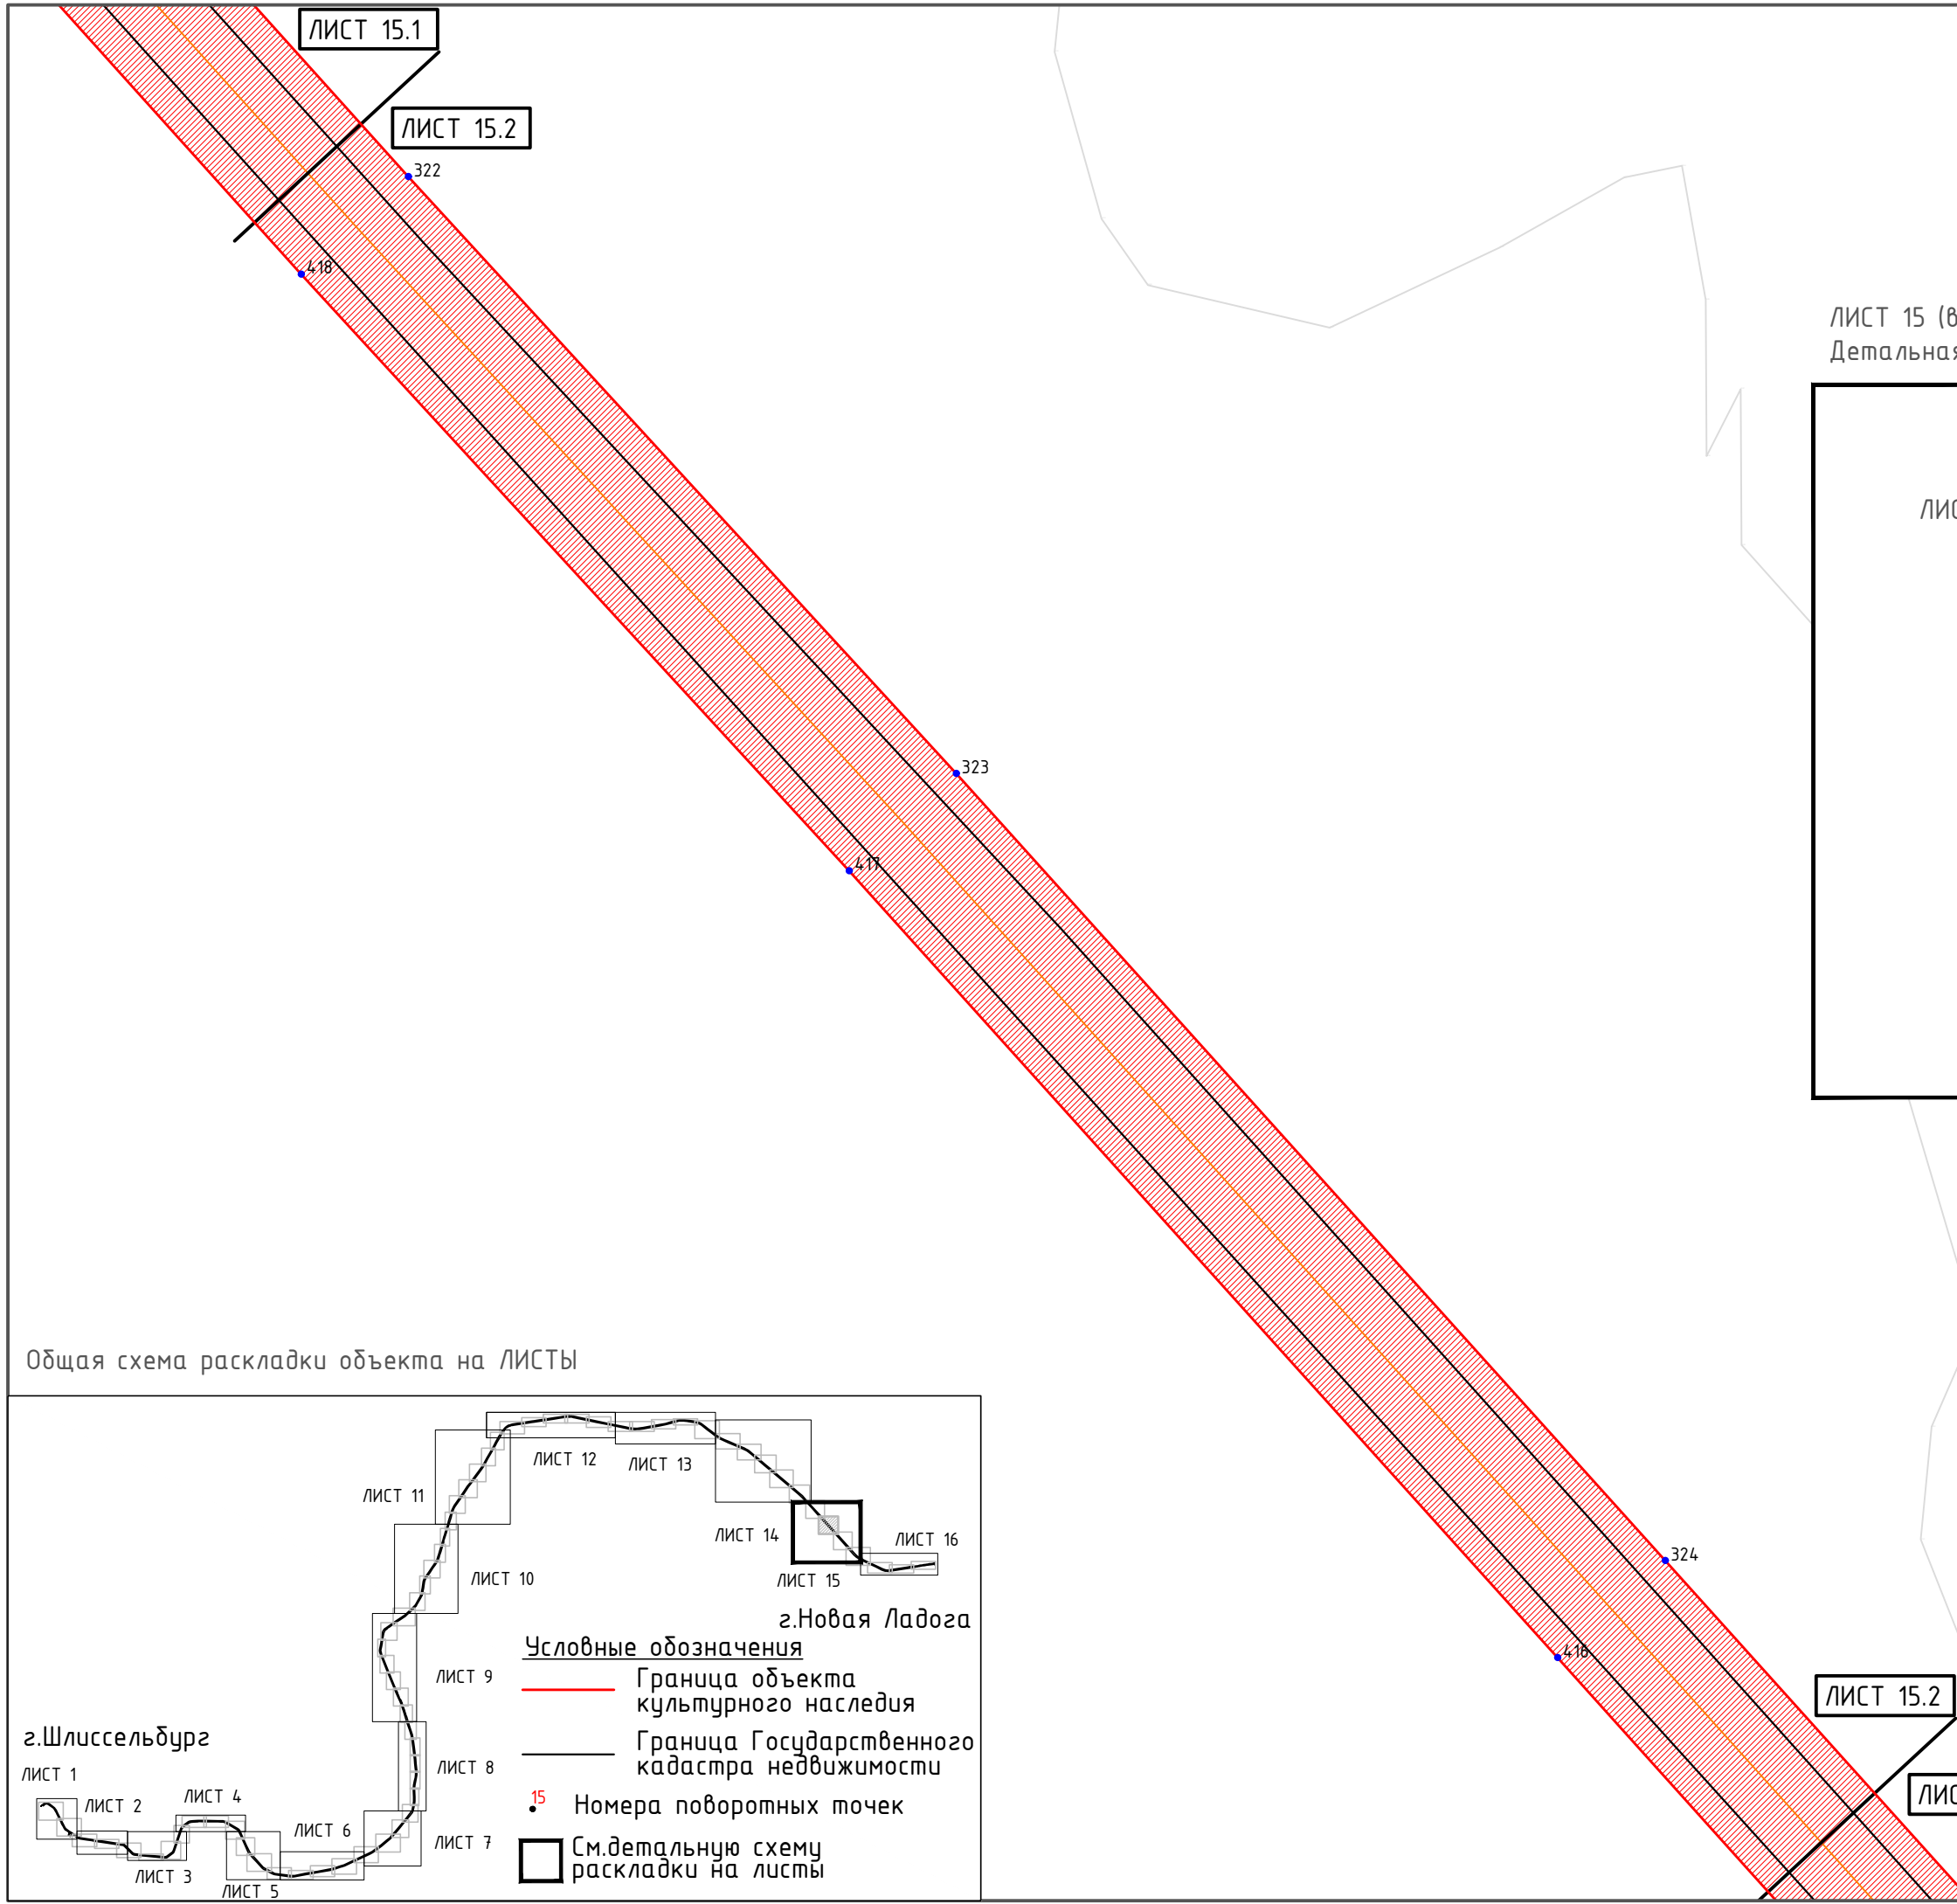 ЛИСТ 15.1
ЛИСТ 15.2
322
418
ЛИСТ 15
Детальная
323
417
324
416
ЛИСТ 15.2
Общая схема раскладки объекта на ЛИСТЫ
ЛИСТ 12
ЛИСТ 13
ЛИСТ 11
ЛИСТ 14
ЛИСТ 16
ЛИСТ 10
ЛИСТ 15
г.Новая Ладога
Условные обозначения
ЛИСТ 9
Граница объекта
культурного наследия
г.Шлиссельбург
Граница Государственного
кадастра недвижимости
ЛИСТ 8
ЛИСТ 1
ЛИСТ 2
ЛИСТ 4
15
Номера поворотных точек
ЛИСТ 6
ЛИСТ 7
См.детальную схему
раскладки на листы
ЛИСТ 3
ЛИСТ 5